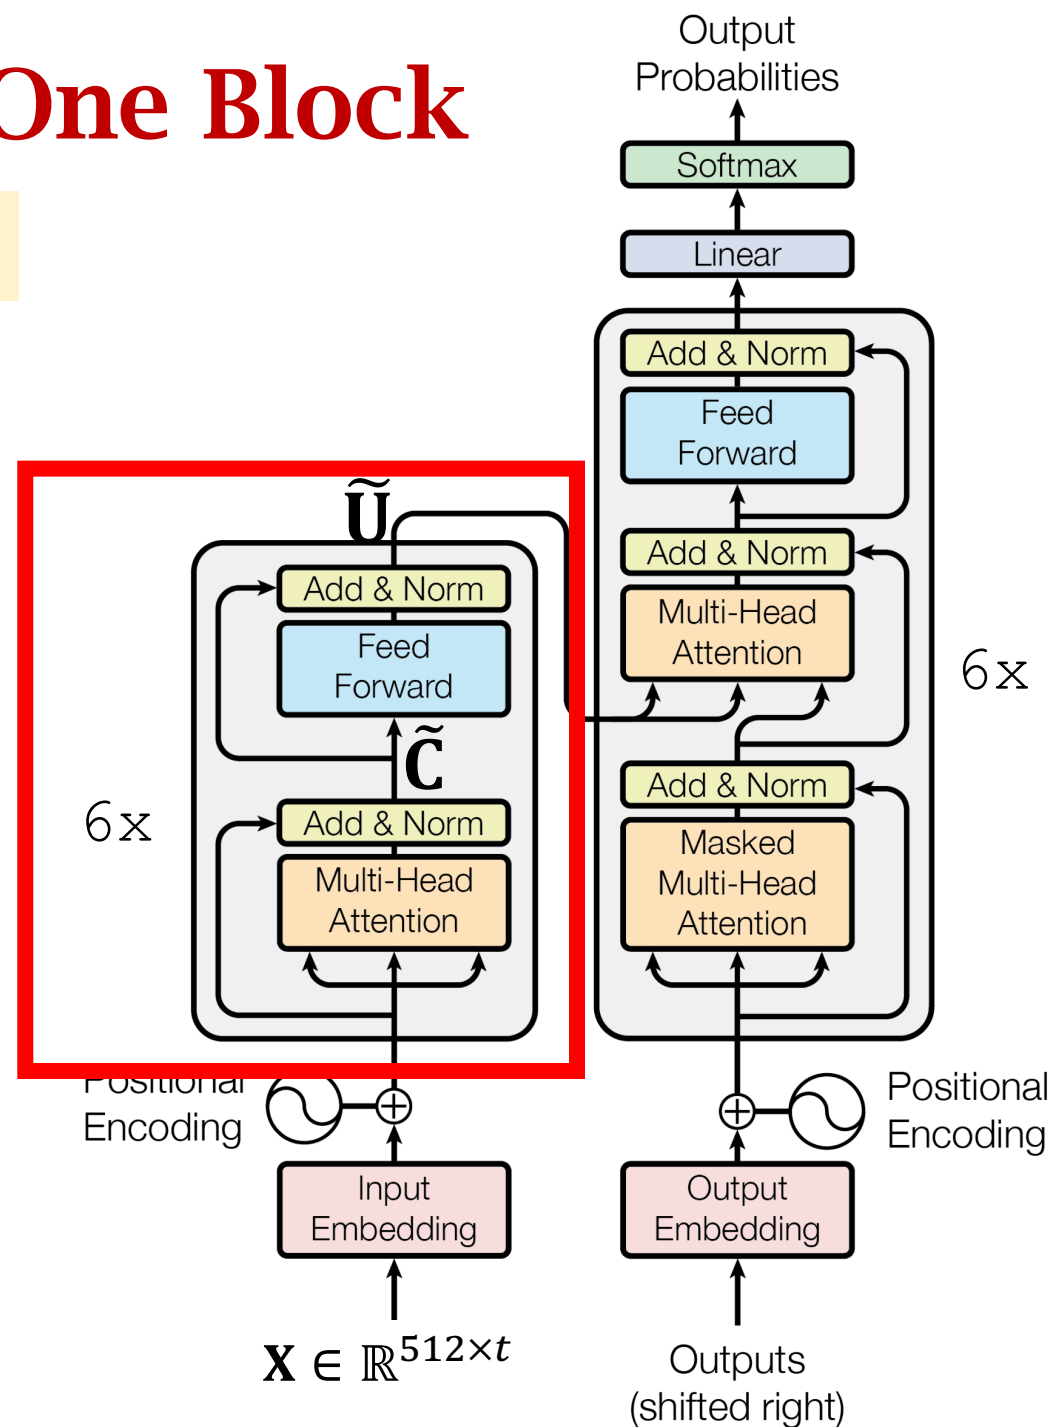 One Block
Output
Probabilities
Softmax
Linear
Add & Norm
Feed
Forward
Add & Norm
Multi-Head
Attention
6x
Add & Norm
Masked
Multi-Head
Attention
Ũ
Add & Norm
Feed
Forward
C̃
6x
Add & Norm
Multi-Head
Attention
Positional
Encoding
Positional
Encoding
Input
Embedding
Output
Embedding
X ∈ ℝ^512×t
Outputs
(shifted right)